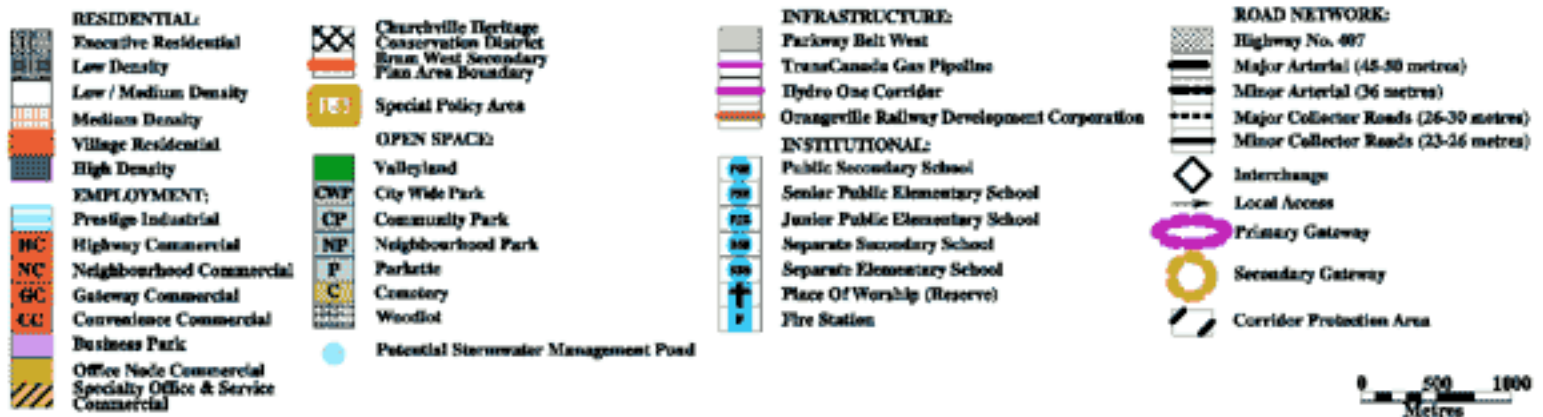 RESIDENTIAL:
Executive Residential
Low Density
Low / Medium Density
Medium Density
Village Residential
High Density
EMPLOYMENT:
Prestige Industrial
HC Highway Commercial
NC Neighbourhood Commercial
GC Gateway Commercial
CC Convenience Commercial
Business Park
Office Node Commercial
Specialty Office & Service
Commercial
Churchville Heritage
Conservation District
Bram West Secondary
Plan Area Boundary
Special Policy Area
OPEN SPACE:
Valleyland
CWP City Wide Park
CP Community Park
NP Neighbourhood Park
P Parkette
C Cemetery
Woodlot
Potential Stormwater Management Pond
INFRASTRUCTURE:
Parkway Belt West
TransCanada Gas Pipeline
Hydro One Corridor
Orangeville Railway Development Corporation
INSTITUTIONAL:
Public Secondary School
Senior Public Elementary School
Junior Public Elementary School
Separate Secondary School
Separate Elementary School
Place Of Worship (Reserve)
F Fire Station
ROAD NETWORK:
Highway No. 407
Major Arterial (45-50 metres)
Minor Arterial (36 metres)
Major Collector Roads (26-30 metres)
Minor Collector Roads (23-26 metres)
Interchange
Local Access
Primary Gateway
Secondary Gateway
Corridor Protection Area
0 500 1000
Metres